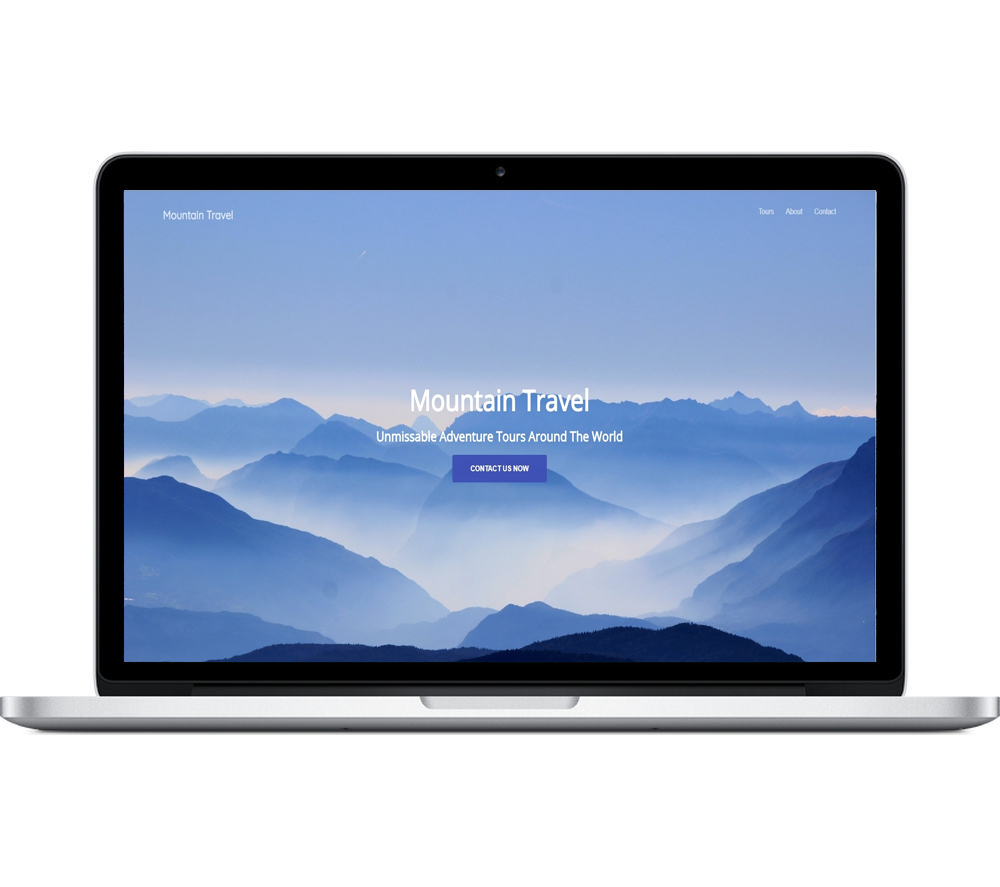 Mountain Travel
Tours About Contact
Mountain Travel
Unmissable Adventure Tours Around The World
CONTACT US NOW